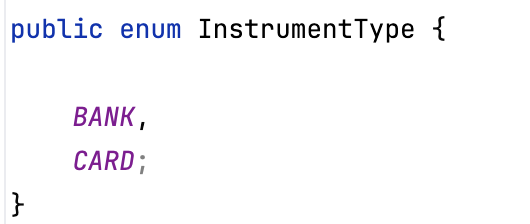 public enum InstrumentType {
BANK,
CARD;
}